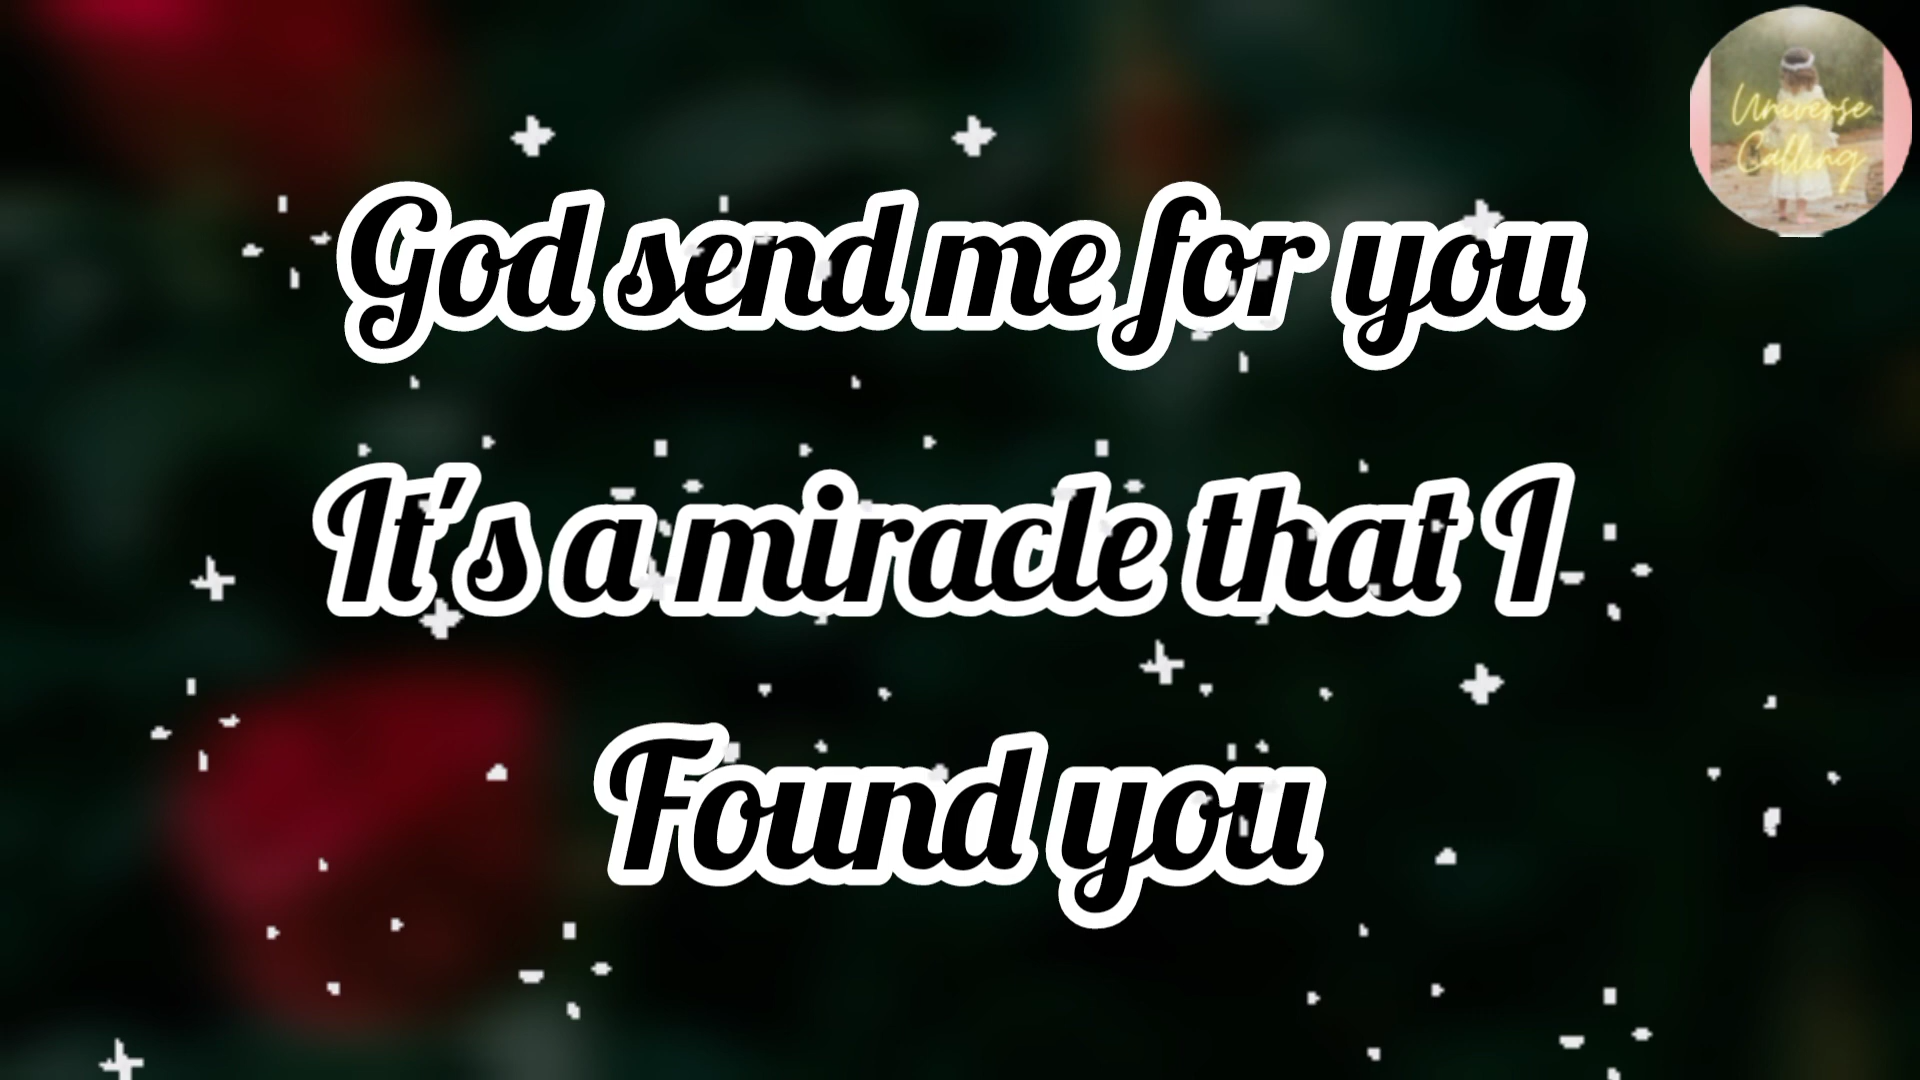 Universe
Calling
God send me for you
It's a miracle that I
Found you